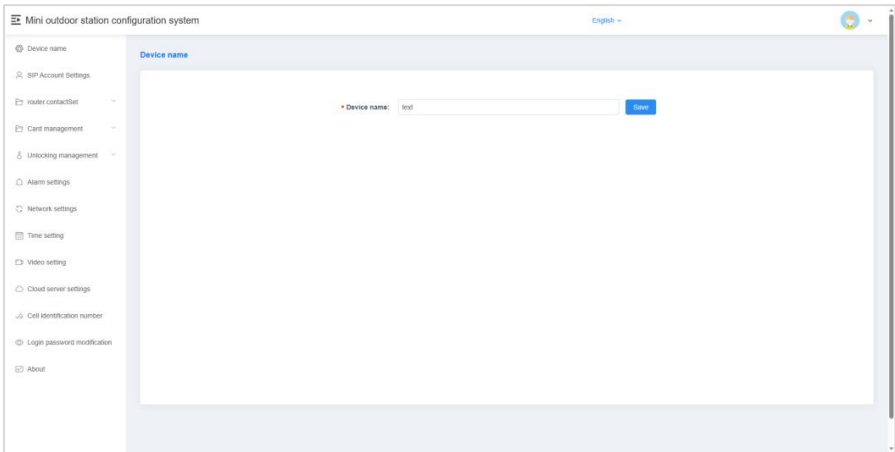 Mini outdoor station configuration system
English
Device name
SIP Account Settings
router.contactSet
Card management
Unlocking management
Alarm settings
Network settings
Time setting
Video setting
Cloud server settings
Cell identification number
Login password modification
About
Device name
* Device name: text Save